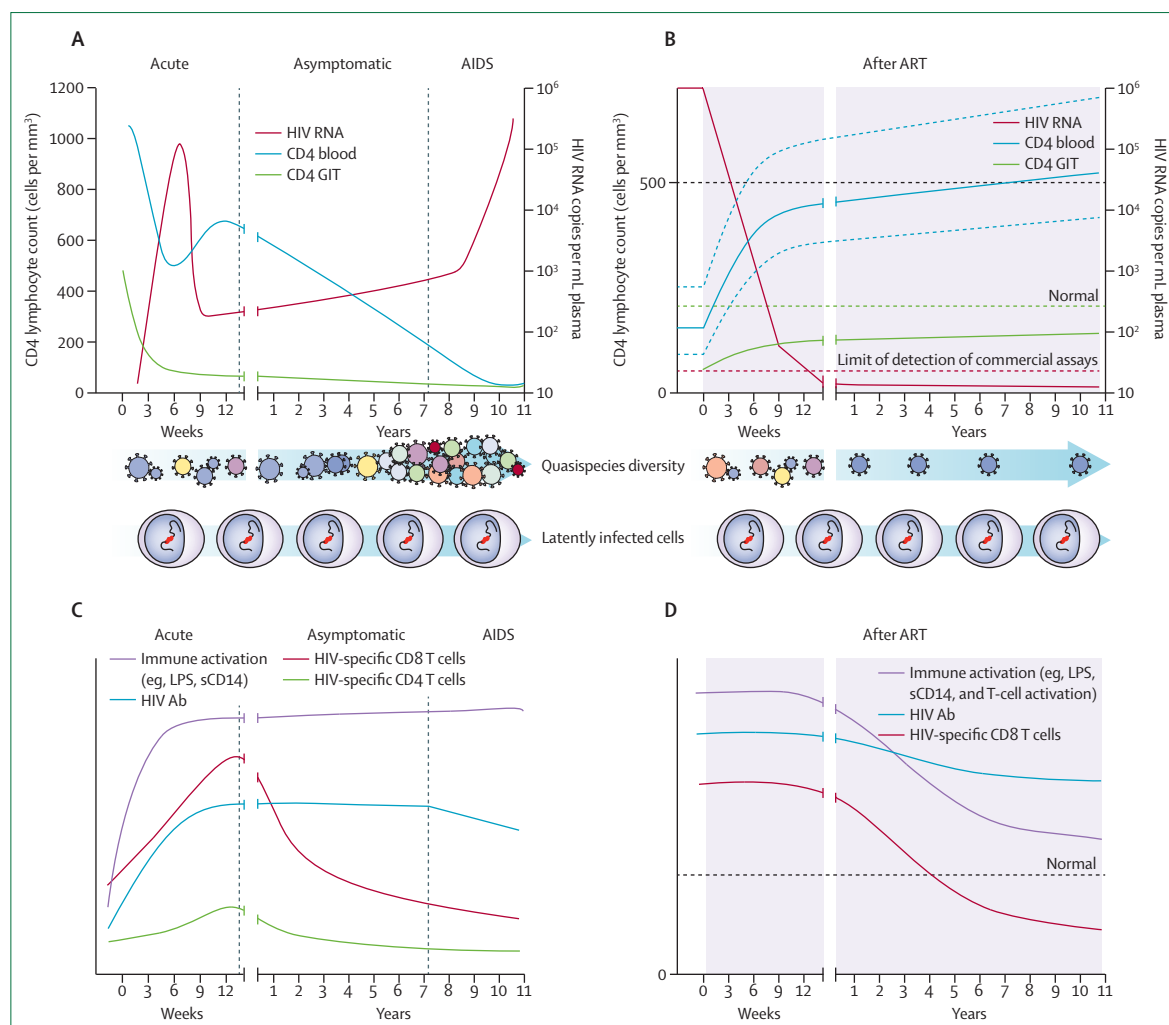 A
Acute
Asymptomatic
AIDS
1200
1000
800
600
400
200
0
CD4 lymphocyte count (cells per mm³)
10⁶
10⁵
10⁴
10³
10²
10
HIV RNA copies per mL plasma
HIV RNA
CD4 blood
CD4 GIT
0 3 6 9 12
Weeks
1 2 3 4 5 6 7 8 9 10 11
Years
B
After ART
500
0
CD4 lymphocyte count (cells per mm³)
10⁶
10⁵
10⁴
10³
10²
10
HIV RNA copies per mL plasma
HIV RNA
CD4 blood
CD4 GIT
Normal
Limit of detection of commercial assays
0 3 6 9 12
Weeks
1 2 3 4 5 6 7 8 9 10 11
Years
Quasispecies diversity
Latently infected cells
C
Acute
Asymptomatic
AIDS
Immune activation
(eg, LPS, sCD14)
HIV Ab
HIV-specific CD8 T cells
HIV-specific CD4 T cells
0 3 6 9 12
Weeks
1 2 3 4 5 6 7 8 9 10 11
Years
D
After ART
Immune activation (eg, LPS,
sCD14, and T-cell activation)
HIV Ab
HIV-specific CD8 T cells
Normal
0
0 3 6 9 12
Weeks
1 2 3 4 5 6 7 8 9 10 11
Years